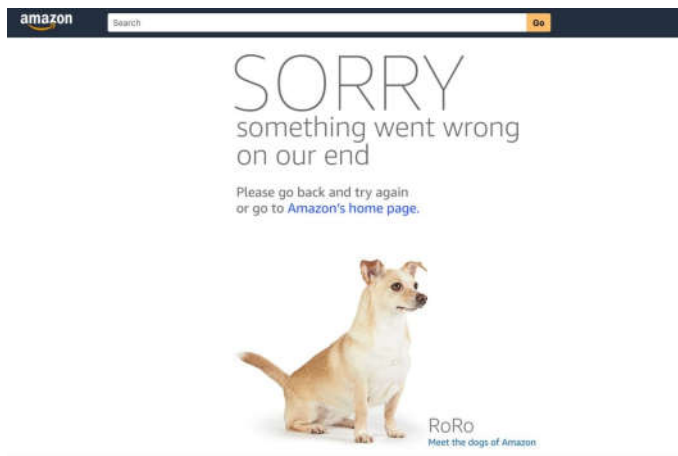 amazon
Search
Go
SORRY
something went wrong
on our end
Please go back and try again
or go to Amazon's home page.
RoRo
Meet the dogs of Amazon